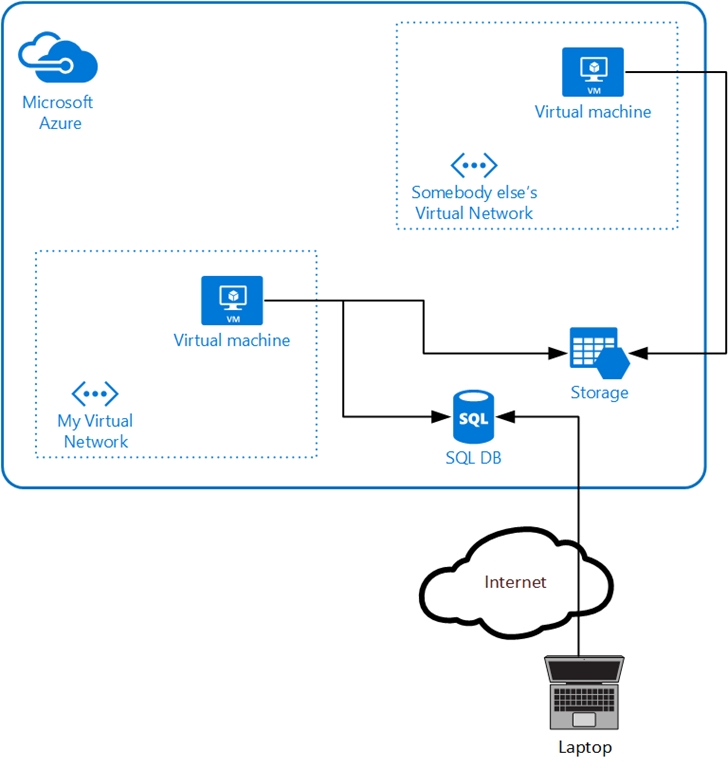 Microsoft
Azure
VM
Virtual machine
Somebody else's
Virtual Network
VM
Virtual machine
My Virtual
Network
Storage
SQL
SQL DB
Internet
Laptop